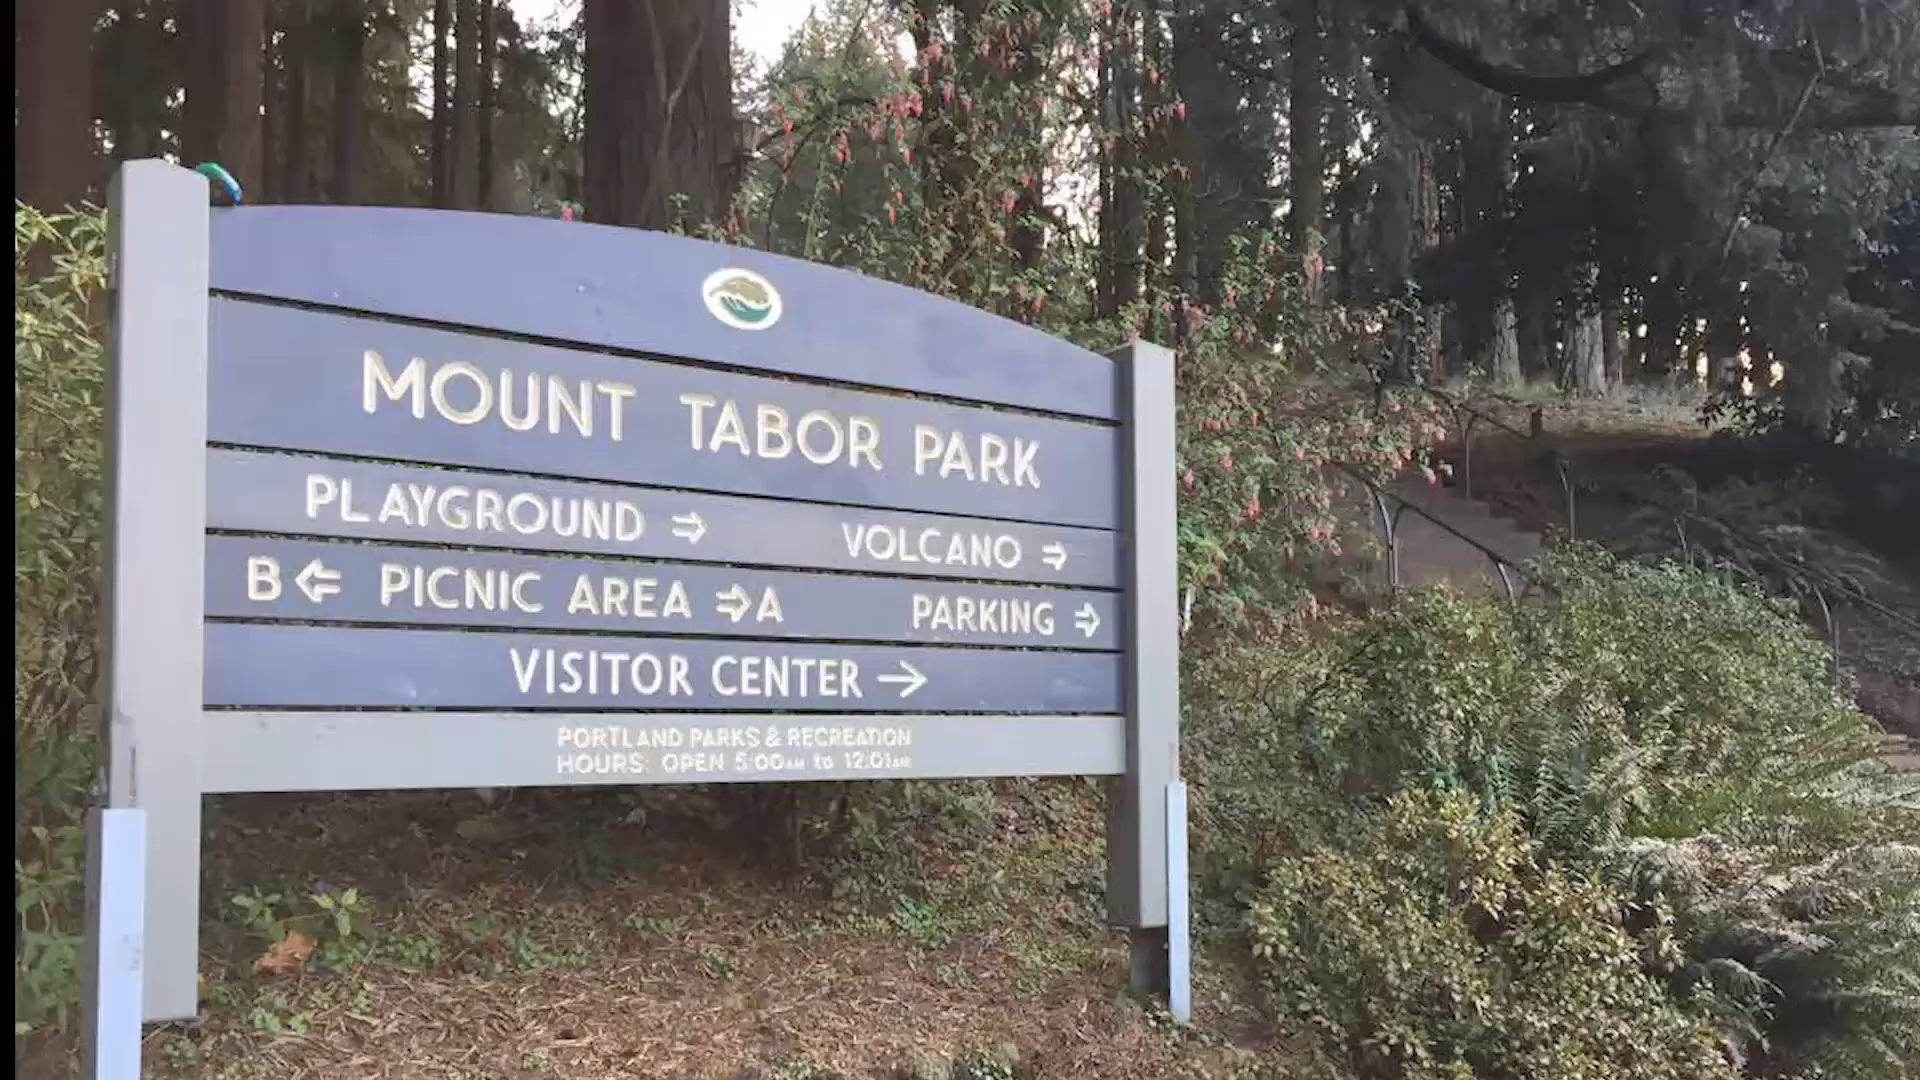 MOUNT TABOR PARK
PLAYGROUND ⇨ VOLCANO ⇨
B ⇦ PICNIC AREA ⇨ A PARKING ⇨
VISITOR CENTER →
PORTLAND PARKS & RECREATION
HOURS: OPEN 5:00AM to 12:01AM